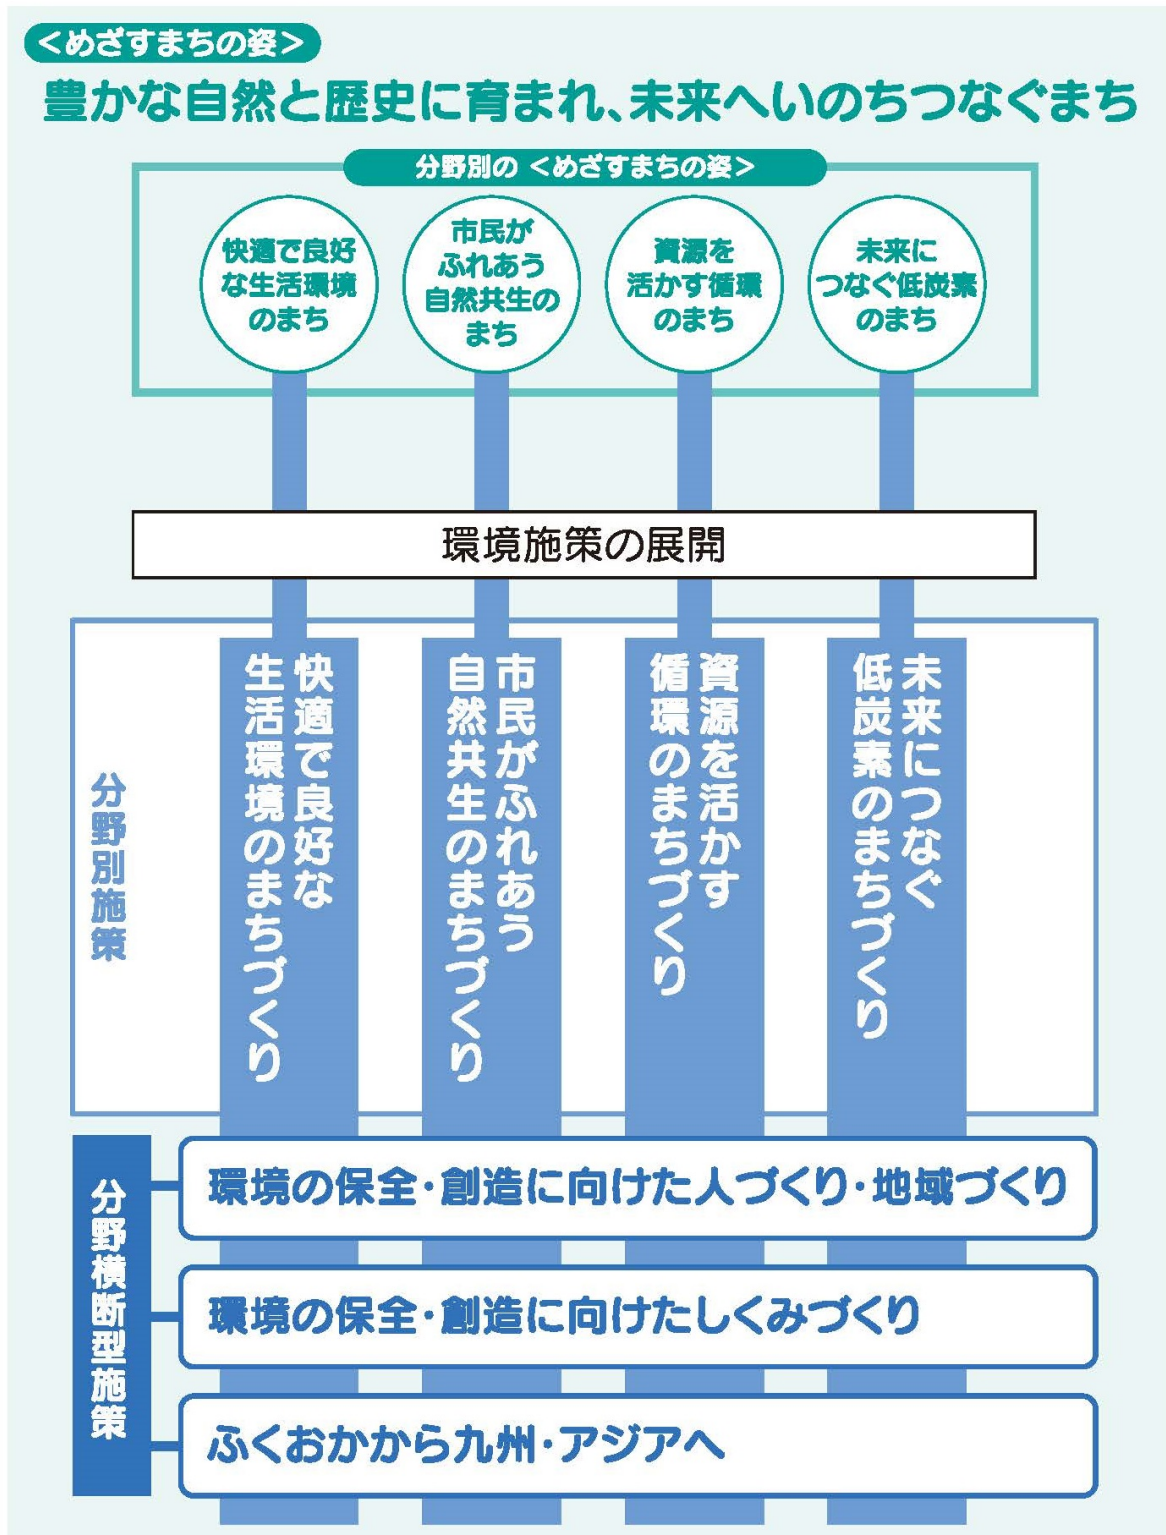 ＜めざすまちの姿＞
豊かな自然と歴史に育まれ、未来へいのちつなぐまち
分野別の ＜めざすまちの姿＞
快適で良好
な生活環境
のまち
市民が
ふれあう
自然共生の
まち
資源を
活かす循環
のまち
未来に
つなぐ低炭素
のまち
環境施策の展開
分野別施策
快適で良好な
生活環境のまちづくり
市民がふれあう
自然共生のまちづくり
資源を活かす
循環のまちづくり
未来につなぐ
低炭素のまちづくり
分野横断型施策
環境の保全・創造に向けた人づくり・地域づくり
環境の保全・創造に向けたしくみづくり
ふくおかから九州・アジアへ